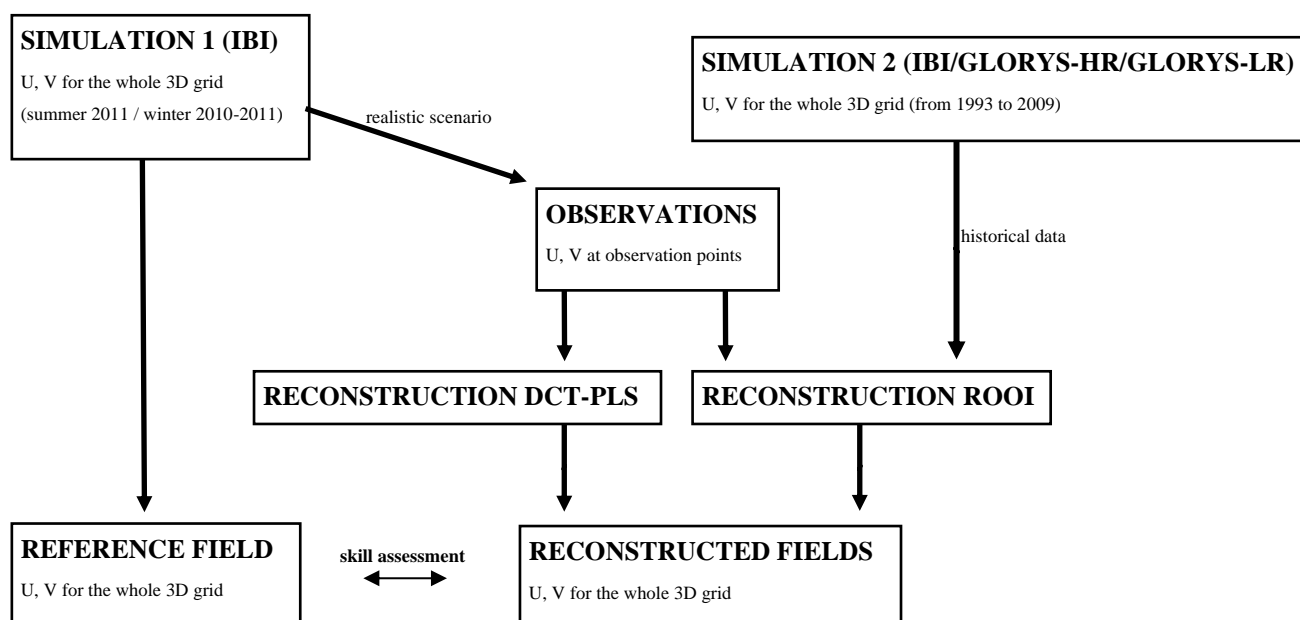 SIMULATION 1 (IBI)
U, V for the whole 3D grid
(summer 2011 / winter 2010-2011)
SIMULATION 2 (IBI/GLORYS-HR/GLORYS-LR)
U, V for the whole 3D grid (from 1993 to 2009)
realistic scenario
OBSERVATIONS
U, V at observation points
historical data
RECONSTRUCTION DCT-PLS
RECONSTRUCTION ROOI
REFERENCE FIELD
U, V for the whole 3D grid
skill assessment
RECONSTRUCTED FIELDS
U, V for the whole 3D grid